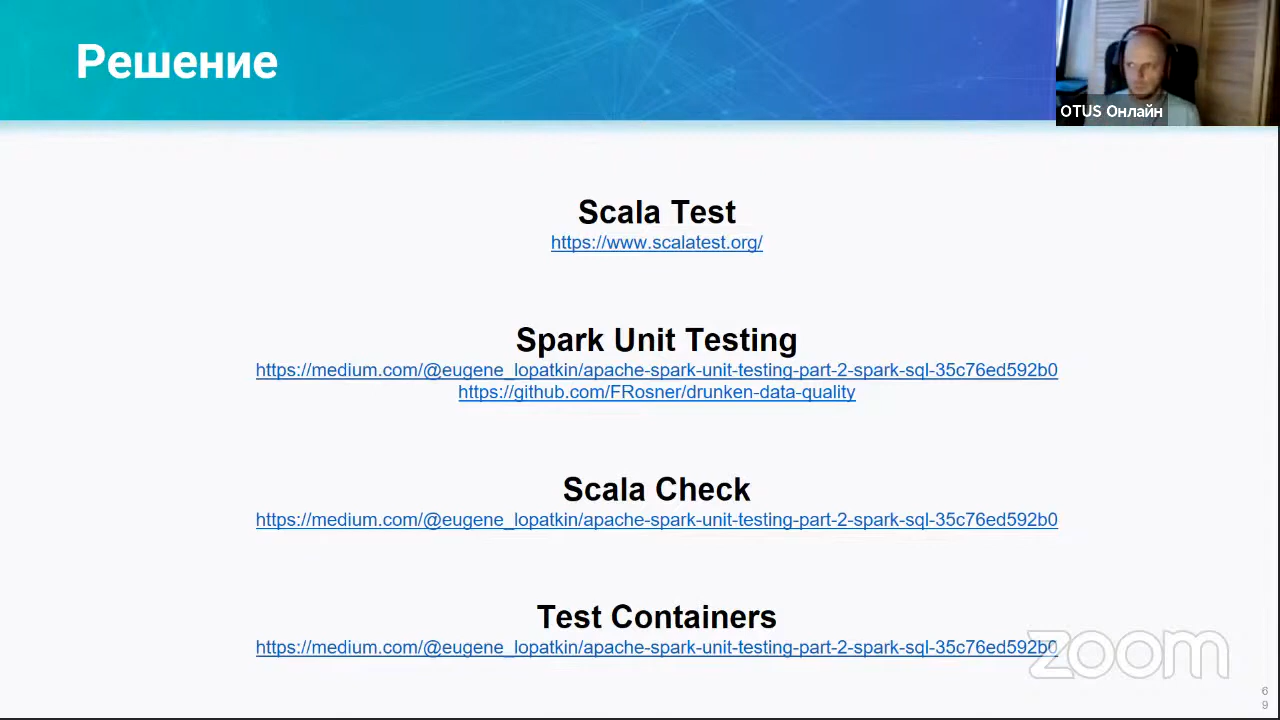 Решение
OTUS Онлайн
Scala Test
https://www.scalatest.org/
Spark Unit Testing
https://medium.com/@eugene_lopatkin/apache-spark-unit-testing-part-2-spark-sql-35c76ed592b0
https://github.com/FRosner/drunken-data-quality
Scala Check
https://medium.com/@eugene_lopatkin/apache-spark-unit-testing-part-2-spark-sql-35c76ed592b0
Test Containers
https://medium.com/@eugene_lopatkin/apache-spark-unit-testing-part-2-spark-sql-35c76ed592b0
zoom
6
9